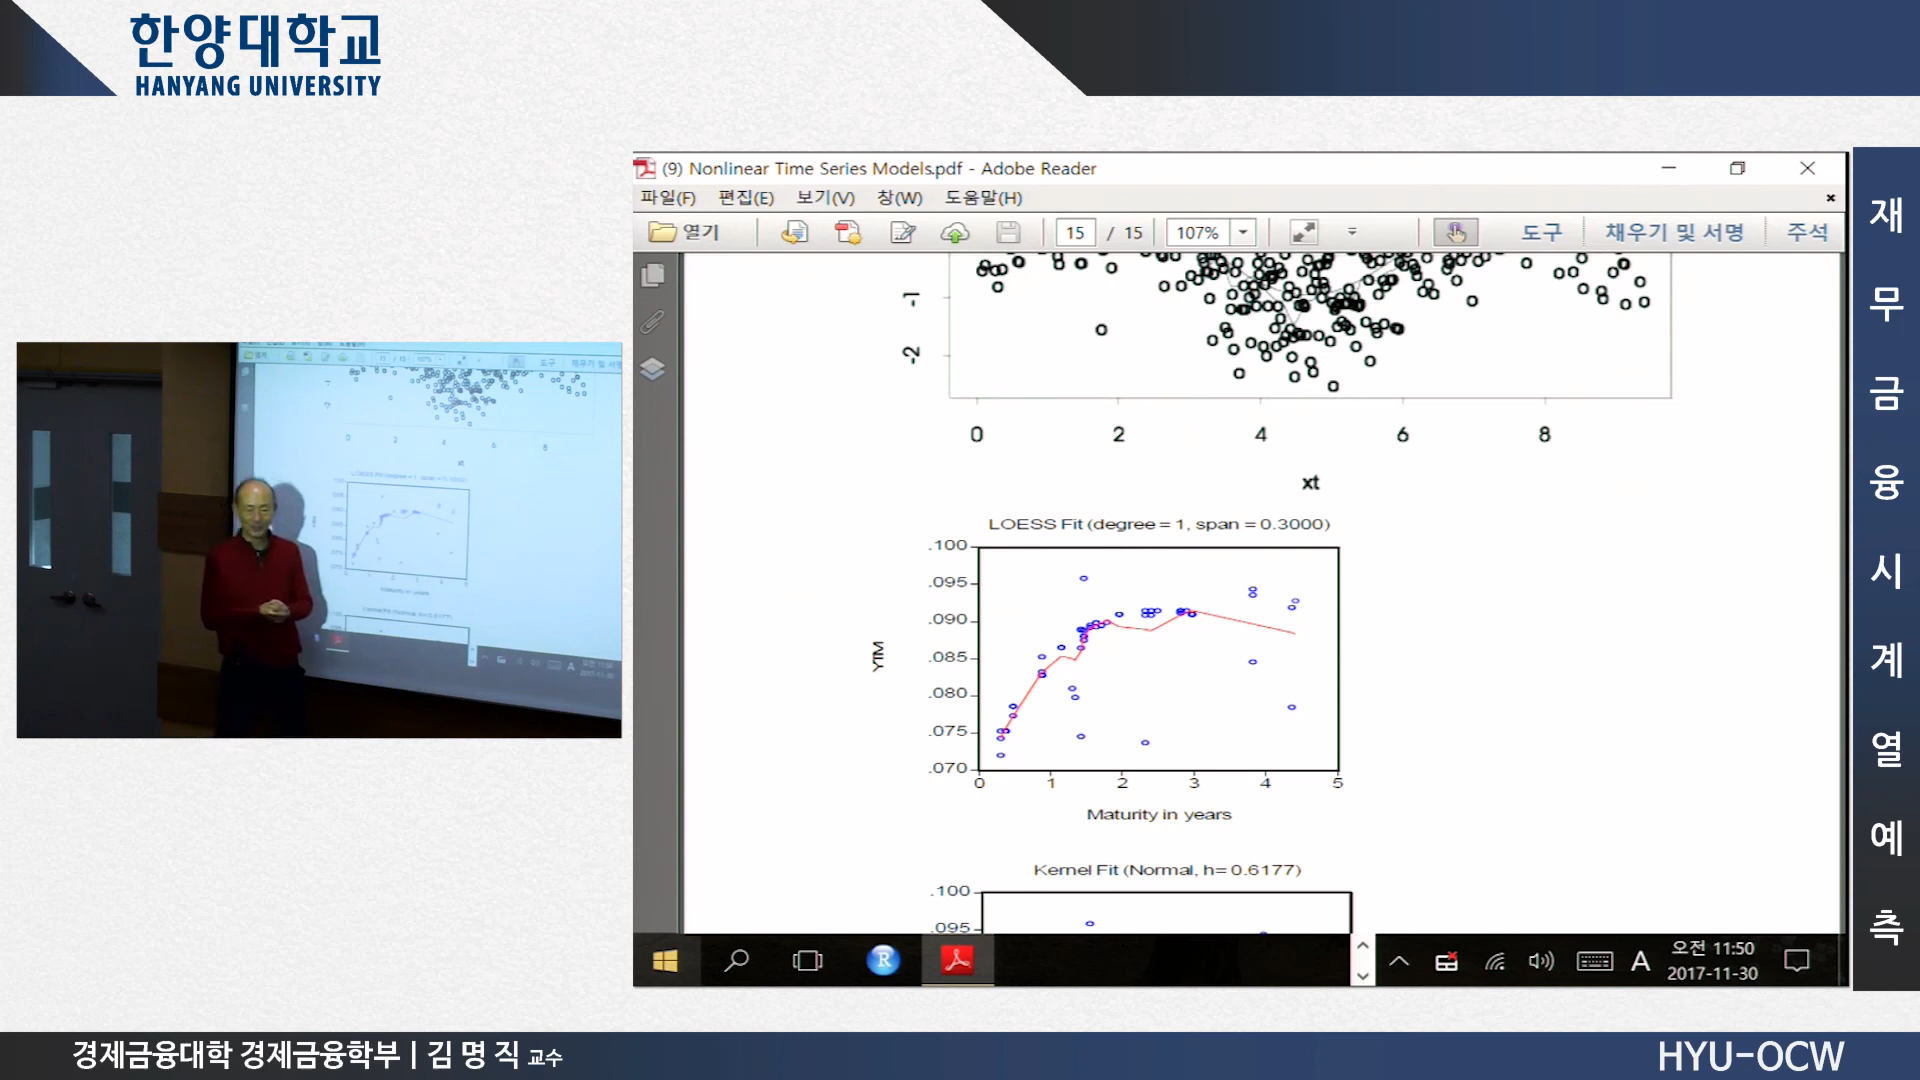 한양대학교
HANYANG UNIVERSITY
(9) Nonlinear Time Series Models.pdf - Adobe Reader
파일(F) 편집(E) 보기(V) 창(W) 도움말(H)
열기 15 / 15 107% 도구 채우기 및 서명 주석
-1
-2
0 2 4 6 8
xt
LOESS Fit (degree = 1, span = 0.3000)
.100
.095
.090
.085
.080
.075
.070
YTM
0 1 2 3 4 5
Maturity in years
Kernel Fit (Normal, h= 0.6177)
.100
.095
A 오전 11:50
2017-11-30
재무금융시계열예측
경제금융대학 경제금융학부 | 김명직 교수
HYU-OCW